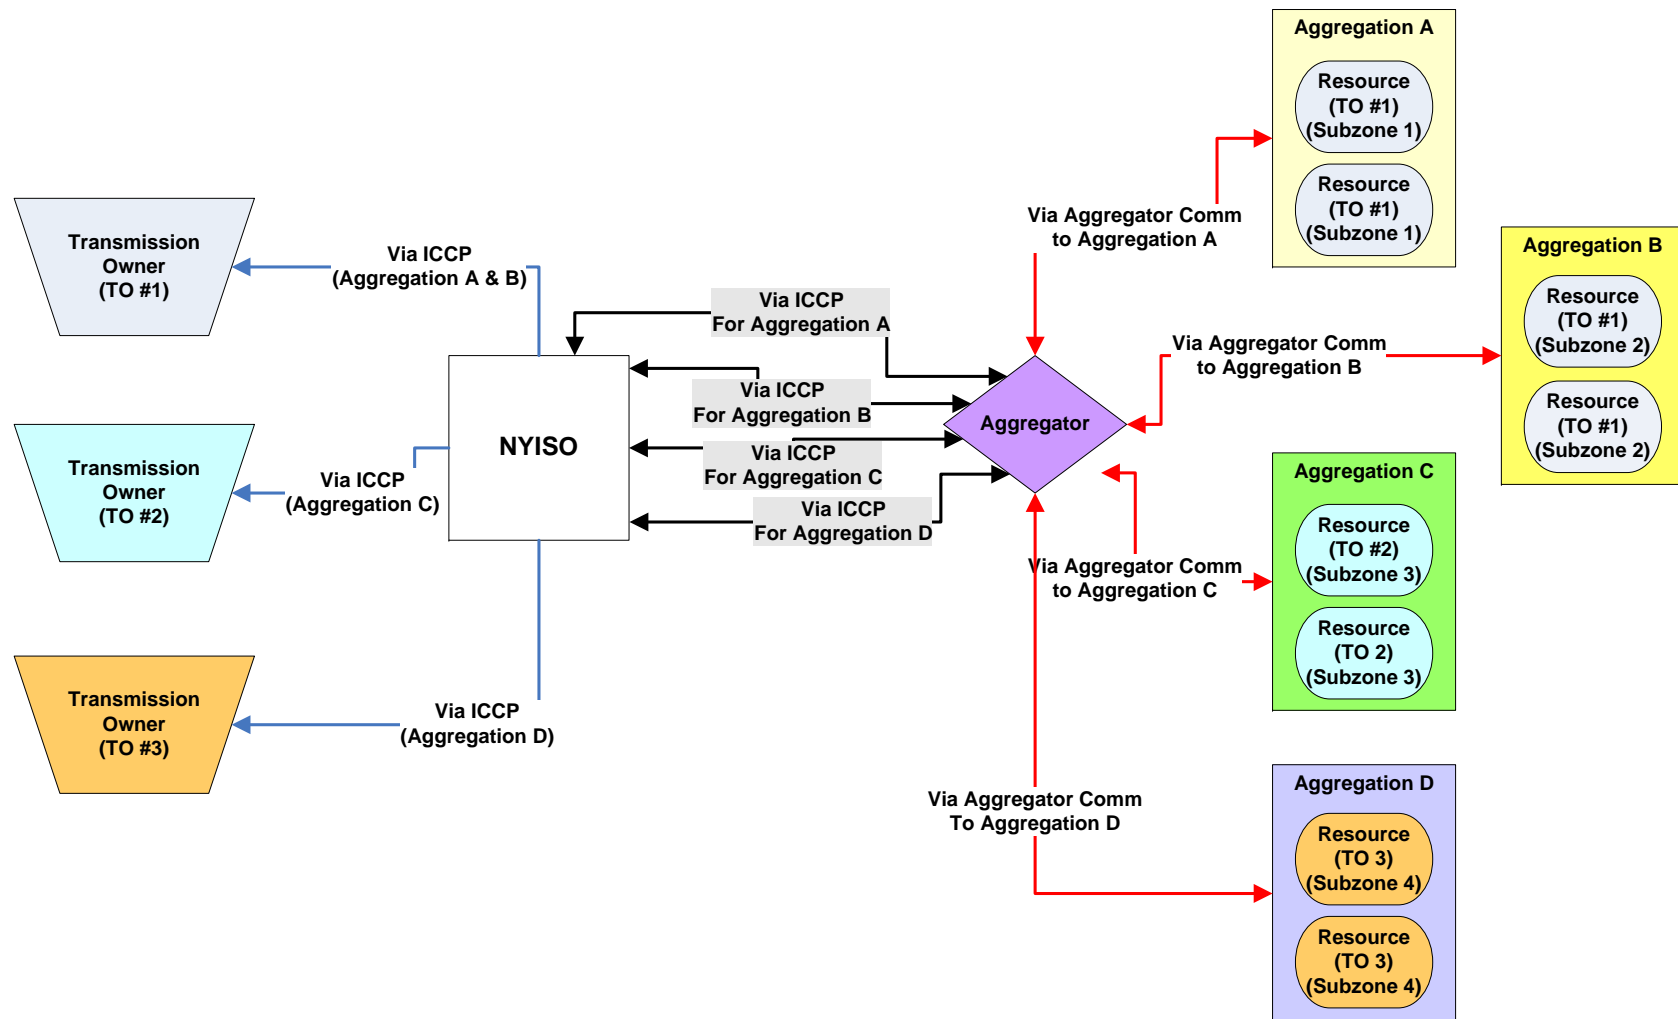 Transmission
Owner
(TO #1)
Transmission
Owner
(TO #2)
Transmission
Owner
(TO #3)
Via ICCP
(Aggregation A & B)
Via ICCP
(Aggregation C)
Via ICCP
(Aggregation D)
NYISO
Via ICCP
For Aggregation A
Via ICCP
For Aggregation B
Via ICCP
For Aggregation C
Via ICCP
For Aggregation D
Aggregator
Via Aggregator Comm
to Aggregation A
Via Aggregator Comm
to Aggregation B
Via Aggregator Comm
to Aggregation C
Via Aggregator Comm
To Aggregation D
Aggregation A
Resource
(TO #1)
(Subzone 1)
Resource
(TO #1)
(Subzone 1)
Aggregation B
Resource
(TO #1)
(Subzone 2)
Resource
(TO #1)
(Subzone 2)
Aggregation C
Resource
(TO #2)
(Subzone 3)
Resource
(TO 2)
(Subzone 3)
Aggregation D
Resource
(TO 3)
(Subzone 4)
Resource
(TO 3)
(Subzone 4)